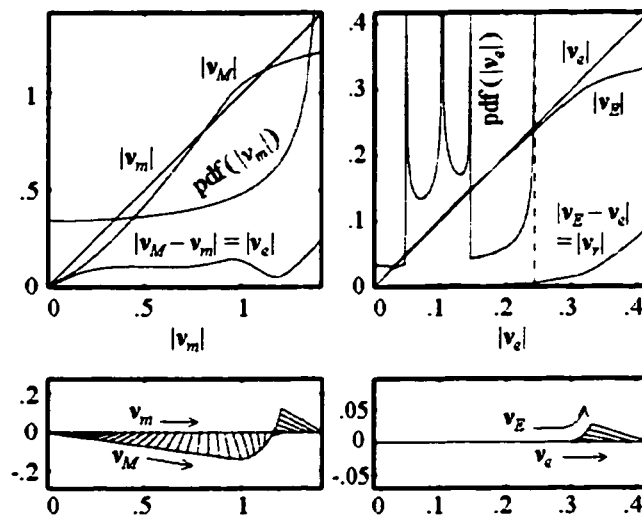 1
.5
0
|v_M|
|v_m|
pdf(|v_m|)
|v_M − v_m| = |v_e|
0
.5
1
|v_m|
.4
.3
.2
.1
0
pdf(|v_e|)
|v_e|
|v_E|
|v_E − v_e|
= |v_r|
0
.1
.2
.3
.4
|v_e|
0.2
0
-.2
v_m
v_M
0
.5
1
.05
0
-.05
v_E
v_e
0
.1
.2
.3
.4